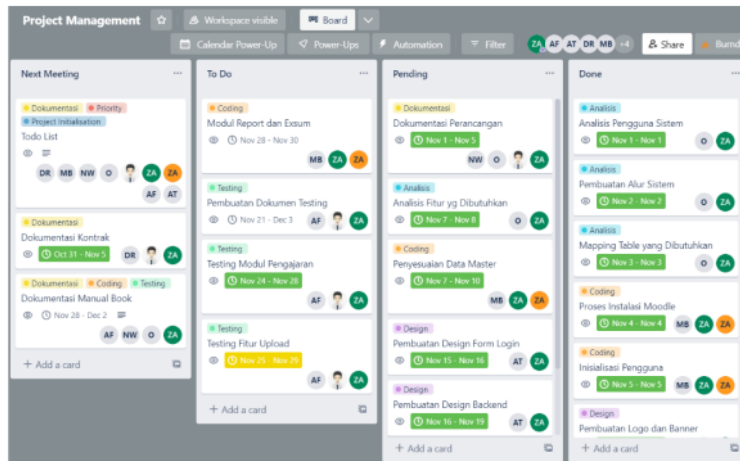 Project Management
Workspace visible
Board
Calendar Power-Up
Power-Ups
Automation
Filter
ZA AF AT DR MB +4
Share
Burnd
Next Meeting
Dokumentasi Priority
Project Initialisation
Todo List
DR MB NW O ZA ZA
AF AT
Dokumentasi
Dokumentasi Kontrak
Oct 31 - Nov 5 DR ZA
Dokumentasi Coding Testing
Dokumentasi Manual Book
Nov 28 - Dec 2
AF NW O ZA
+ Add a card
To Do
Coding
Modul Report dan Exsum
Nov 28 - Nov 30
MB ZA ZA
Testing
Pembuatan Dokumen Testing
Nov 21 - Dec 3 AF ZA
Testing
Testing Modul Pengajaran
Nov 24 - Nov 28
AF ZA
Testing
Testing Fitur Upload
Nov 25 - Nov 29
AF ZA
+ Add a card
Pending
Dokumentasi
Dokumentasi Perancangan
Nov 1 - Nov 5
NW O ZA
Analisis
Analisis Fitur yg Dibutuhkan
Nov 7 - Nov 8 O ZA
Coding
Penyesuaian Data Master
Nov 7 - Nov 10
MB ZA ZA
Design
Pembuatan Design Form Login
Nov 15 - Nov 16 AT ZA
Design
Pembuatan Design Backend
Nov 16 - Nov 19 AT ZA
+ Add a card
Done
Analisis
Analisis Pengguna Sistem
Nov 1 - Nov 1 O ZA
Analisis
Pembuatan Alur Sistem
Nov 2 - Nov 2 O ZA
Analisis
Mapping Table yang Dibutuhkan
Nov 3 - Nov 3 O ZA
Coding
Proses Instalasi Moodle
Nov 4 - Nov 4 MB ZA ZA
Coding
Inisialisasi Pengguna
Nov 5 - Nov 5 MB ZA ZA
Design
Pembuatan Logo dan Banner
+ Add a card